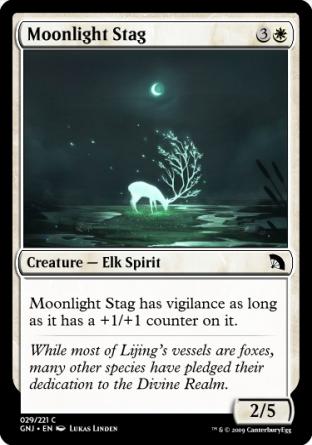 Moonlight Stag 3
Creature — Elk Spirit
Moonlight Stag has vigilance as long
as it has a +1/+1 counter on it.
While most of Lijing's vessels are foxes,
many other species have pledged their
dedication to the Divine Realm.
2/5
029/221 C
GNJ • EN LUKAS LINDEN
™ & © 2019 CanterburyEgg